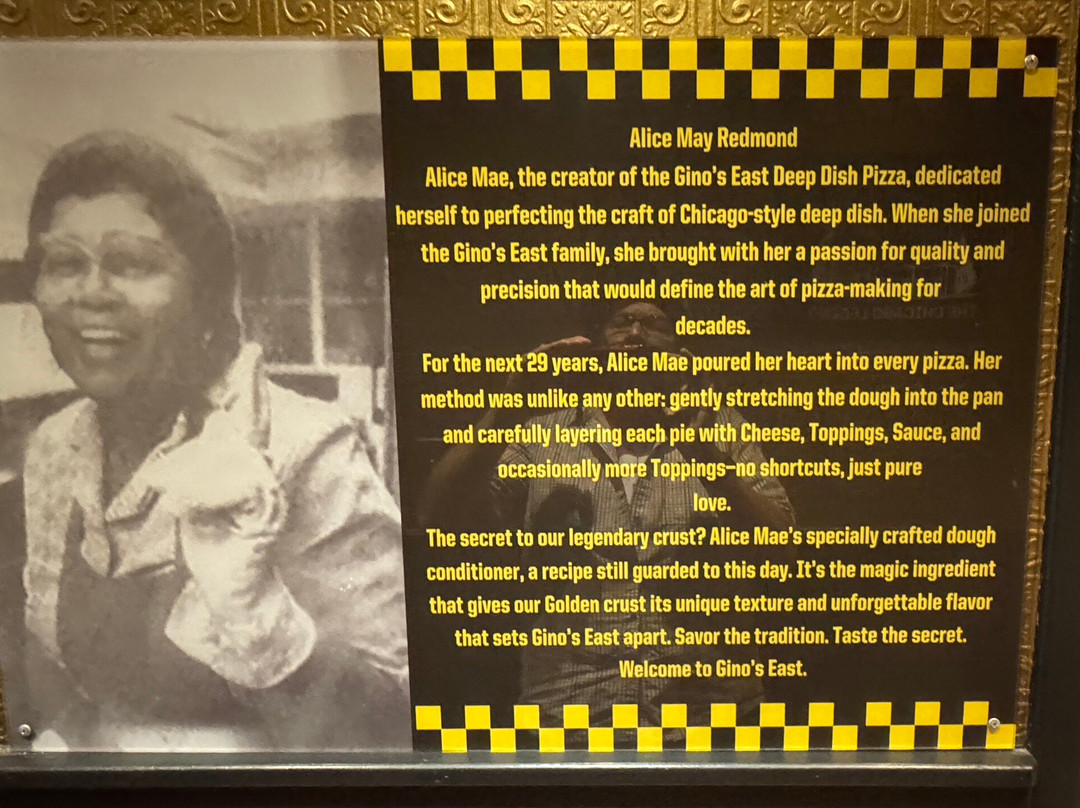 Alice May Redmond
Alice Mae, the creator of the Gino's East Deep Dish Pizza, dedicated
herself to perfecting the craft of Chicago-style deep dish. When she joined
the Gino's East family, she brought with her a passion for quality and
precision that would define the art of pizza-making for
decades.
For the next 29 years, Alice Mae poured her heart into every pizza. Her
method was unlike any other: gently stretching the dough into the pan
and carefully layering each pie with Cheese, Toppings, Sauce, and
occasionally more Toppings–no shortcuts, just pure
love.
The secret to our legendary crust? Alice Mae's specially crafted dough
conditioner, a recipe still guarded to this day. It's the magic ingredient
that gives our Golden crust its unique texture and unforgettable flavor
that sets Gino's East apart. Savor the tradition. Taste the secret.
Welcome to Gino's East.